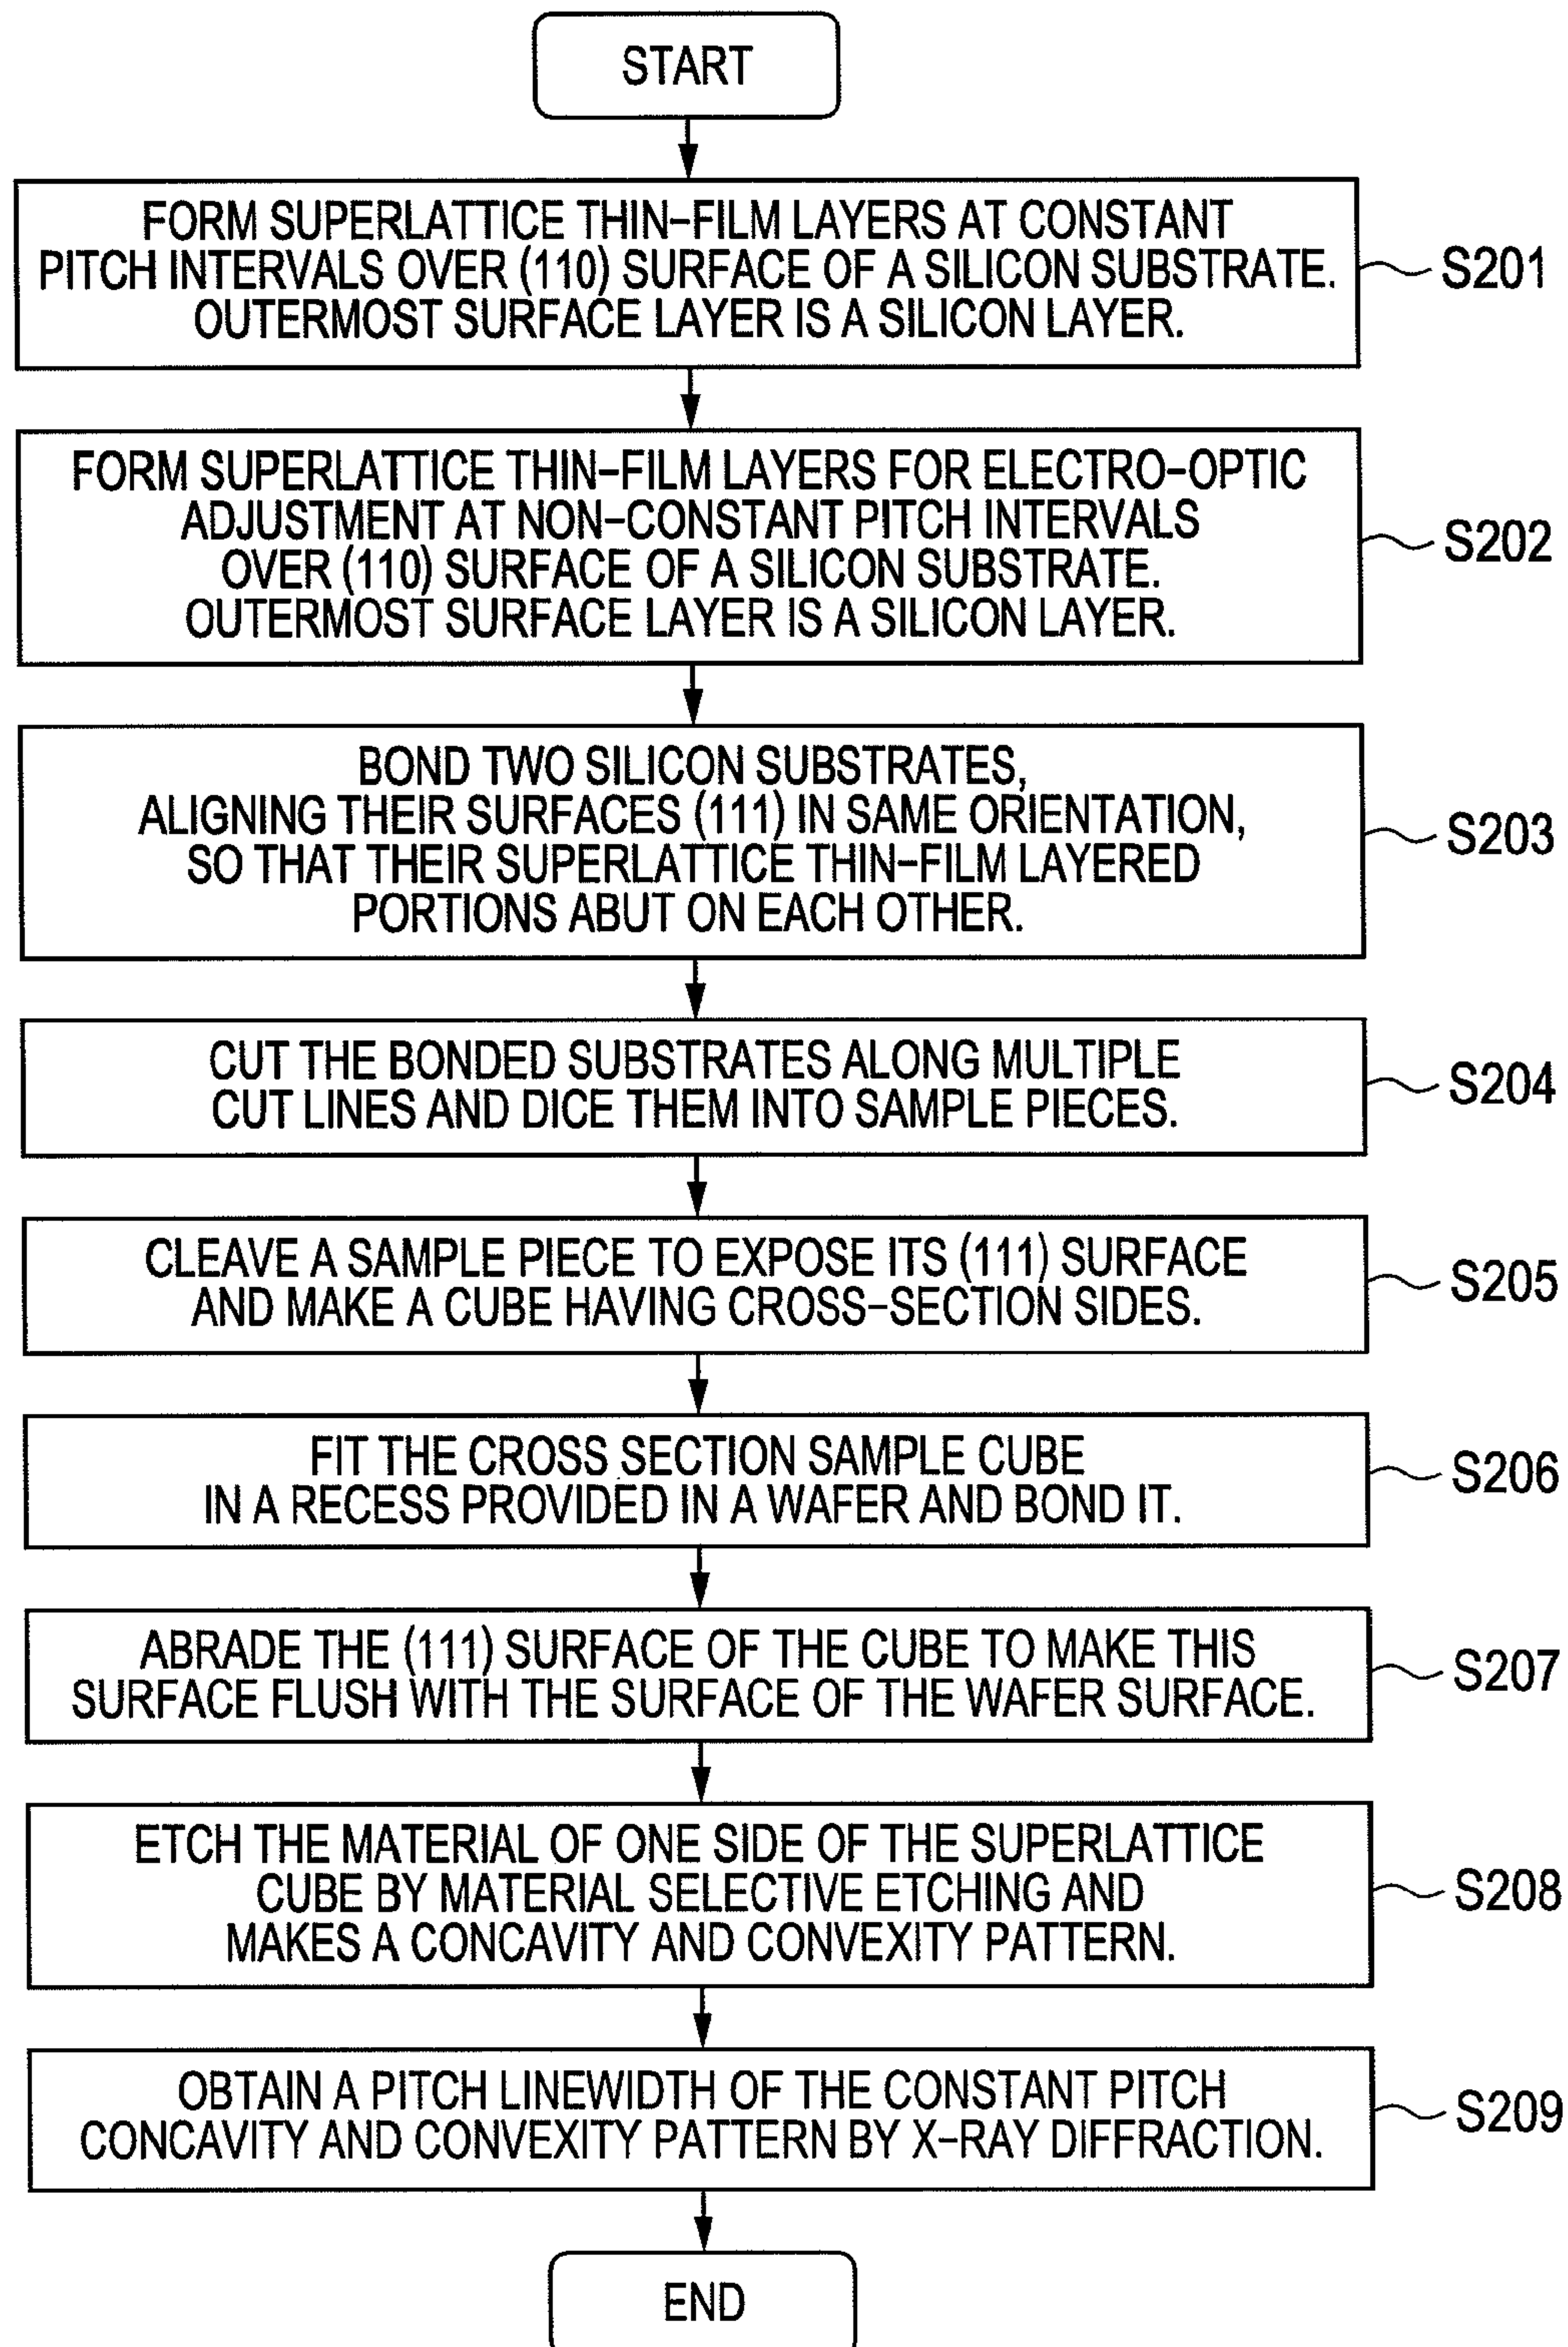 START
FORM SUPERLATTICE THIN-FILM LAYERS AT CONSTANT
PITCH INTERVALS OVER (110) SURFACE OF A SILICON SUBSTRATE.
OUTERMOST SURFACE LAYER IS A SILICON LAYER.
S201
FORM SUPERLATTICE THIN-FILM LAYERS FOR ELECTRO-OPTIC
ADJUSTMENT AT NON-CONSTANT PITCH INTERVALS
OVER (110) SURFACE OF A SILICON SUBSTRATE.
OUTERMOST SURFACE LAYER IS A SILICON LAYER.
S202
BOND TWO SILICON SUBSTRATES,
ALIGNING THEIR SURFACES (111) IN SAME ORIENTATION,
SO THAT THEIR SUPERLATTICE THIN-FILM LAYERED
PORTIONS ABUT ON EACH OTHER.
S203
CUT THE BONDED SUBSTRATES ALONG MULTIPLE
CUT LINES AND DICE THEM INTO SAMPLE PIECES.
S204
CLEAVE A SAMPLE PIECE TO EXPOSE ITS (111) SURFACE
AND MAKE A CUBE HAVING CROSS-SECTION SIDES.
S205
FIT THE CROSS SECTION SAMPLE CUBE
IN A RECESS PROVIDED IN A WAFER AND BOND IT.
S206
ABRADE THE (111) SURFACE OF THE CUBE TO MAKE THIS
SURFACE FLUSH WITH THE SURFACE OF THE WAFER SURFACE.
S207
ETCH THE MATERIAL OF ONE SIDE OF THE SUPERLATTICE
CUBE BY MATERIAL SELECTIVE ETCHING AND
MAKES A CONCAVITY AND CONVEXITY PATTERN.
S208
OBTAIN A PITCH LINEWIDTH OF THE CONSTANT PITCH
CONCAVITY AND CONVEXITY PATTERN BY X-RAY DIFFRACTION.
S209
END